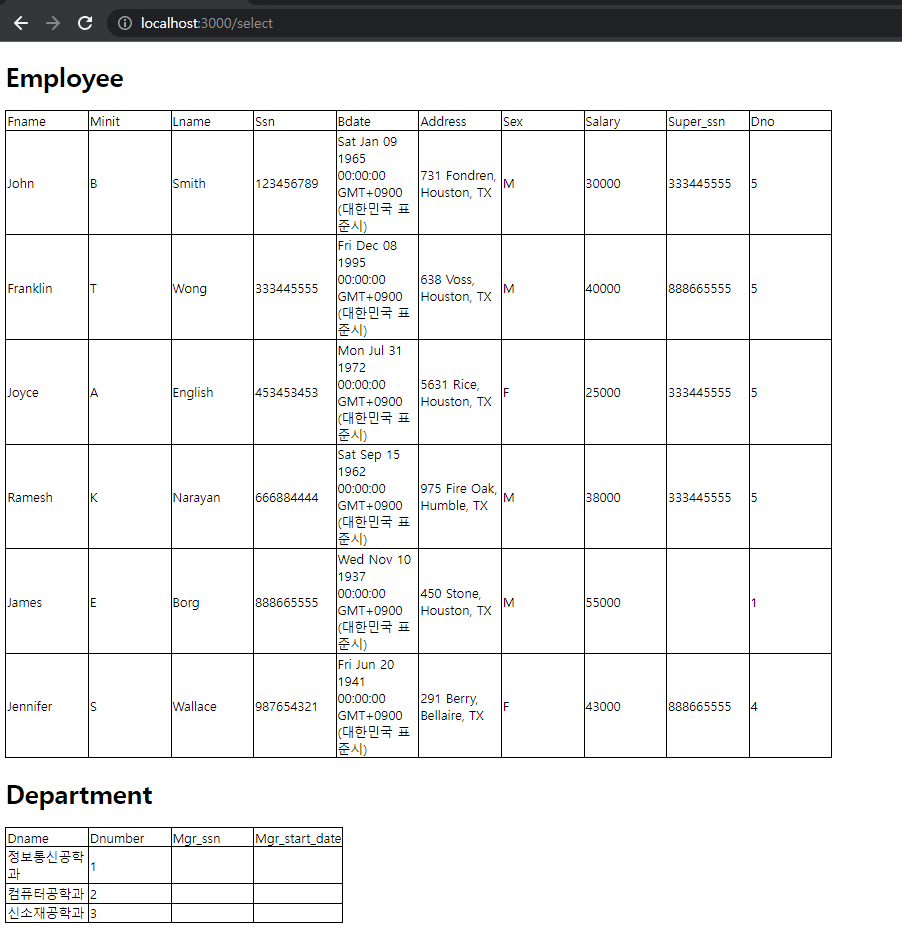 localhost:3000/select
Employee
Fname Minit Lname Ssn Bdate Address Sex Salary Super_ssn Dno
John B Smith 123456789 Sat Jan 09 1965 00:00:00 GMT+0900 (대한민국 표준시) 731 Fondren, Houston, TX M 30000 333445555 5
Franklin T Wong 333445555 Fri Dec 08 1995 00:00:00 GMT+0900 (대한민국 표준시) 638 Voss, Houston, TX M 40000 888665555 5
Joyce A English 453453453 Mon Jul 31 1972 00:00:00 GMT+0900 (대한민국 표준시) 5631 Rice, Houston, TX F 25000 333445555 5
Ramesh K Narayan 666884444 Sat Sep 15 1962 00:00:00 GMT+0900 (대한민국 표준시) 975 Fire Oak, Humble, TX M 38000 333445555 5
James E Borg 888665555 Wed Nov 10 1937 00:00:00 GMT+0900 (대한민국 표준시) 450 Stone, Houston, TX M 55000 1
Jennifer S Wallace 987654321 Fri Jun 20 1941 00:00:00 GMT+0900 (대한민국 표준시) 291 Berry, Bellaire, TX F 43000 888665555 4
Department
Dname Dnumber Mgr_ssn Mgr_start_date
정보통신공학과 1
컴퓨터공학과 2
신소재공학과 3